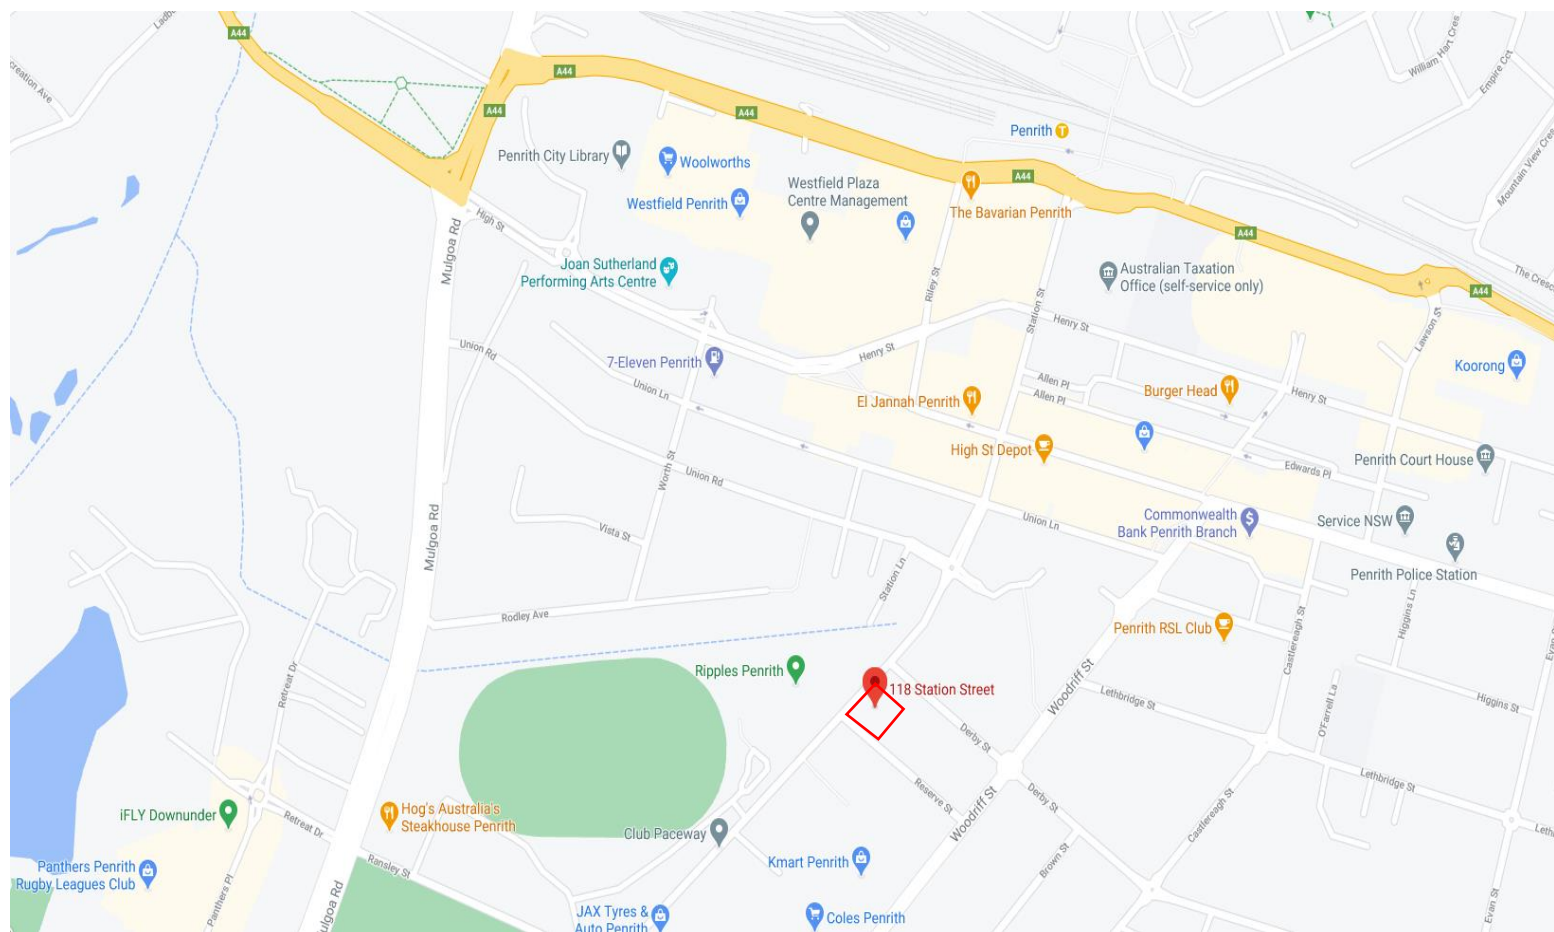 A44
A44
A44
A44
William Hart Cres
Empire Cct
Mountain View Cres
Penrith T
Penrith City Library
Woolworths
Westfield Penrith
Westfield Plaza
Centre Management
A44
The Bavarian Penrith
High St
Mulgoa Rd
A44
Joan Sutherland
Performing Arts Centre
Australian Taxation
Office (self-service only)
Riley St
Station St
A44
Lawson St
Henry St
Henry St
Union Rd
7-Eleven Penrith
Koorong
Union Ln
Allen Pl
Allen Pl
El Jannah Penrith
Burger Head
Henry St
High St Depot
Penrith Court House
Edwards Pl
Worth St
Union Rd
Mulgoa Rd
Vista St
Union Ln
Commonwealth
Bank Penrith Branch
$
Service NSW
Penrith Police Station
Station Ln
Rodley Ave
Higgins Ln
Penrith RSL Club
Castlereagh St
Ripples Penrith
Retreat Dr
118 Station Street
Woodriff St
Lethbridge St
O'Farrell La
Higgins St
Derby St
Lethbridge St
Reserve St
Derby St
Woodriff St
Castlereagh St
iFLY Downunder
Retreat Dr
Hog's Australia's
Steakhouse Penrith
Club Paceway
Panthers Penrith
Rugby Leagues Club
Ransley St
Kmart Penrith
Brown St
Panthers Pl
JAX Tyres &
Auto Penrith
Coles Penrith
Evan St